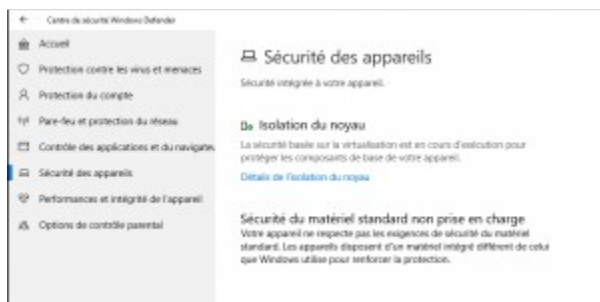 Centre de sécurité Windows Defender
Accueil
Protection contre les virus et menaces
Protection du compte
Pare-feu et protection du réseau
Contrôle des applications et du navigateu
Sécurité des appareils
Performances et intégrité de l'appareil
Options de contrôle parental
Sécurité des appareils
Sécurité intégrée à votre appareil.
Isolation du noyau
La sécurité basée sur la virtualisation est en cours d'exécution pour
protéger les composants de base de votre appareil.
Détails de l'isolation du noyau
Sécurité du matériel standard non prise en charge
Votre appareil ne respecte pas les exigences de sécurité du matériel
standard. Les appareils disposent d'un matériel intégré différent de celui
que Windows utilise pour renforcer la protection.